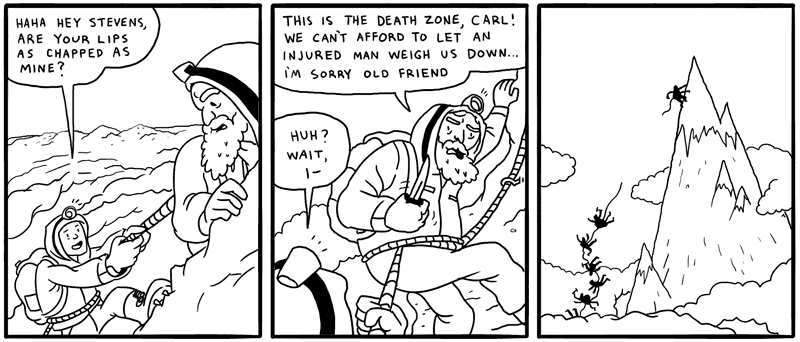 HAHA HEY STEVENS,
ARE YOUR LIPS
AS CHAPPED AS
MINE?
THIS IS THE DEATH ZONE, CARL!
WE CAN'T AFFORD TO LET AN
INJURED MAN WEIGH US DOWN...
I'M SORRY OLD FRIEND
HUH?
WAIT,
I-